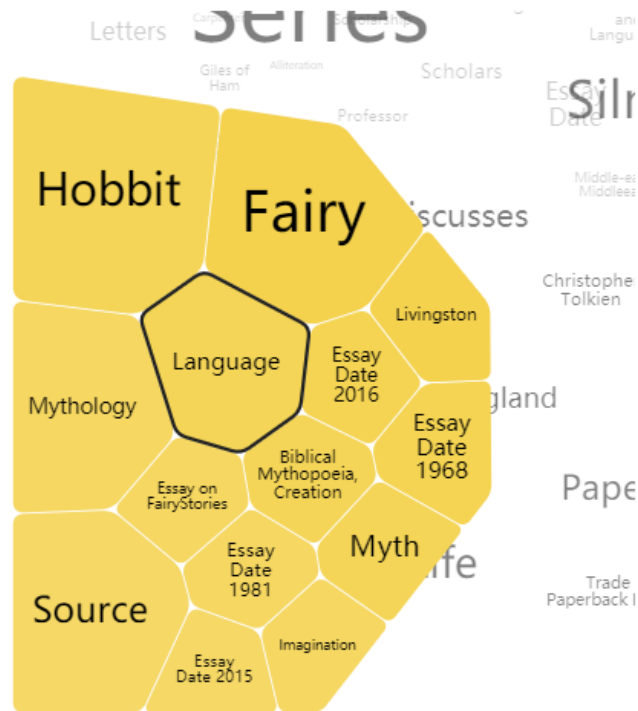 Series
Letters
Scholarship
Giles of
Ham
Alliteration
Scholars
Professor
Essay
Date
Hobbit
Fairy
iscusses
Middle-ea
Middleea
Christophe
Tolkien
Livingston
Language
Essay
Date
2016
Mythology
gland
Essay
Date
1968
Biblical
Mythopoeia,
Creation
Essay on
FairyStories
Pape
Myth
Essay
Date
1981
ife
Trade
Paperback
Source
Imagination
Essay
Date 2015